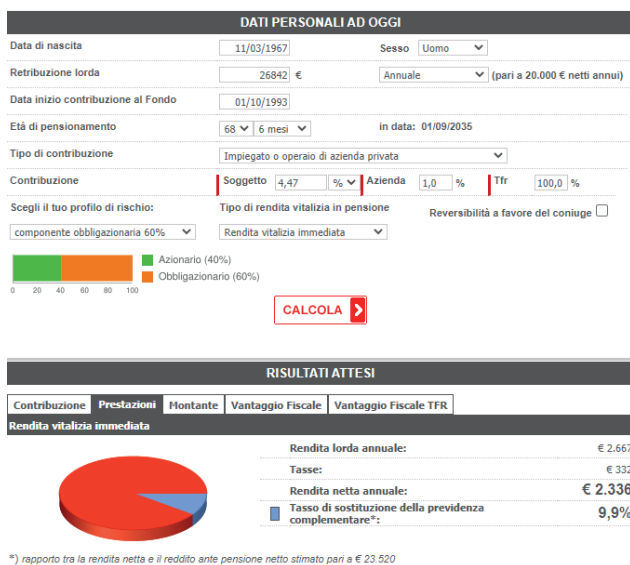 DATI PERSONALI AD OGGI
Data di nascita 11/03/1967 Sesso Uomo
Retribuzione lorda 26842 € Annuale (pari a 20.000 € netti annui)
Data inizio contribuzione al Fondo 01/10/1993
Etá di pensionamento 68 6 mesi in data: 01/09/2035
Tipo di contribuzione Impiegato o operaio di azienda privata
Contribuzione Soggetto 4,47 % Azienda 1,0 % Tfr 100,0 %
Scegli il tuo profilo di rischio: Tipo di rendita vitalizia in pensione Reversibilità a favore del coniuge
componente obbligazionaria 60% Rendita vitalizia immediata
Azionario (40%)
Obbligazionario (60%)
0 20 40 60 80 100
CALCOLA
RISULTATI ATTESI
Contribuzione Prestazioni Montante Vantaggio Fiscale Vantaggio Fiscale TFR
Rendita vitalizia immediata
Rendita lorda annuale: € 2.667
Tasse: € 332
Rendita netta annuale: € 2.336
Tasso di sostituzione della previdenza
complementare*: 9,9%
*) rapporto tra la rendita netta e il reddito ante pensione netto stimato pari a € 23.520